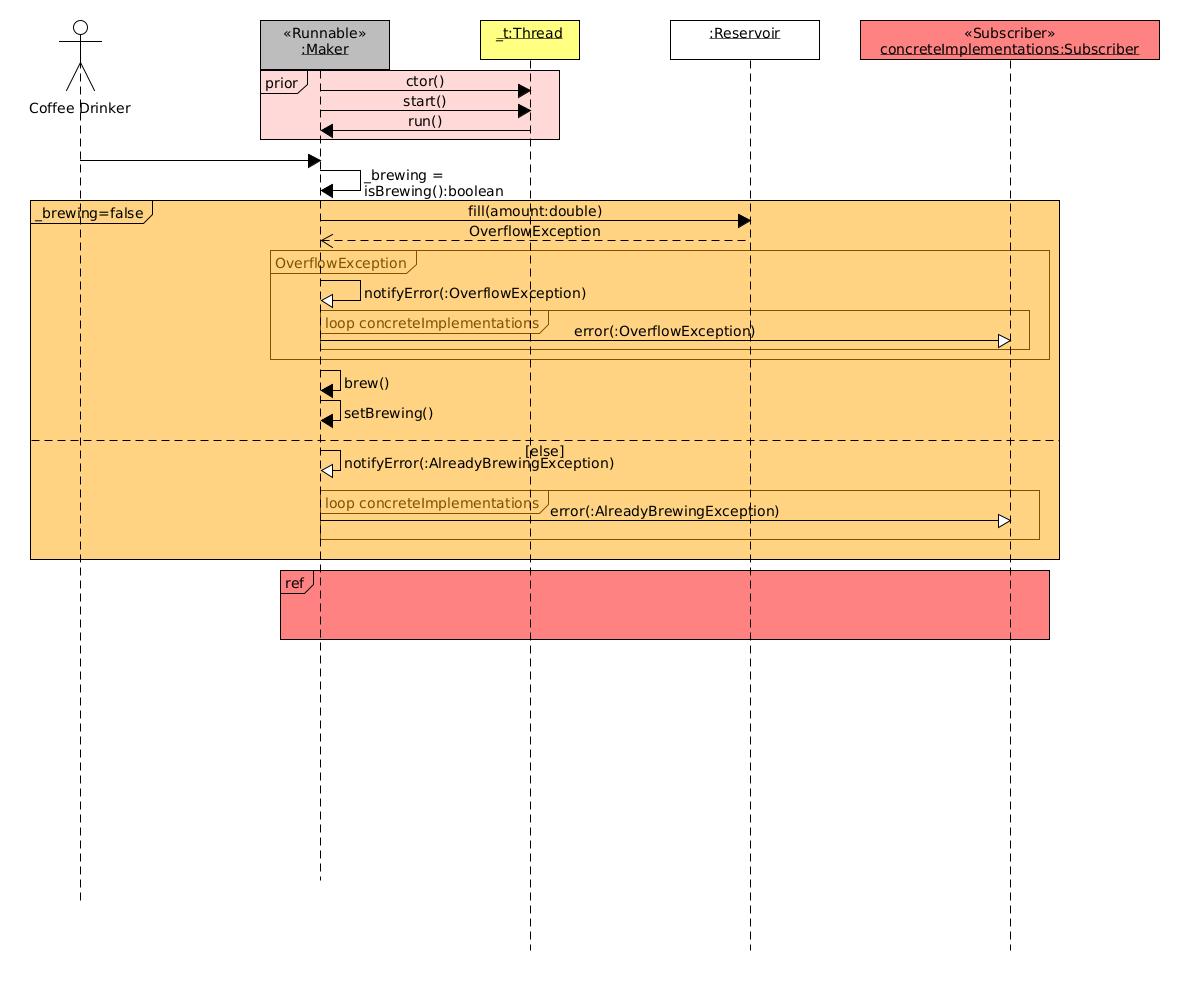 «Runnable»
:Maker
_t:Thread
:Reservoir
«Subscriber»
concreteImplementations:Subscriber
Coffee Drinker
prior
ctor()
start()
run()
_brewing =
isBrewing():boolean
_brewing=false
fill(amount:double)
OverflowException
OverflowException
notifyError(:OverflowException)
loop concreteImplementations
error(:OverflowException)
brew()
setBrewing()
[else]
notifyError(:AlreadyBrewingException)
loop concreteImplementations
error(:AlreadyBrewingException)
ref